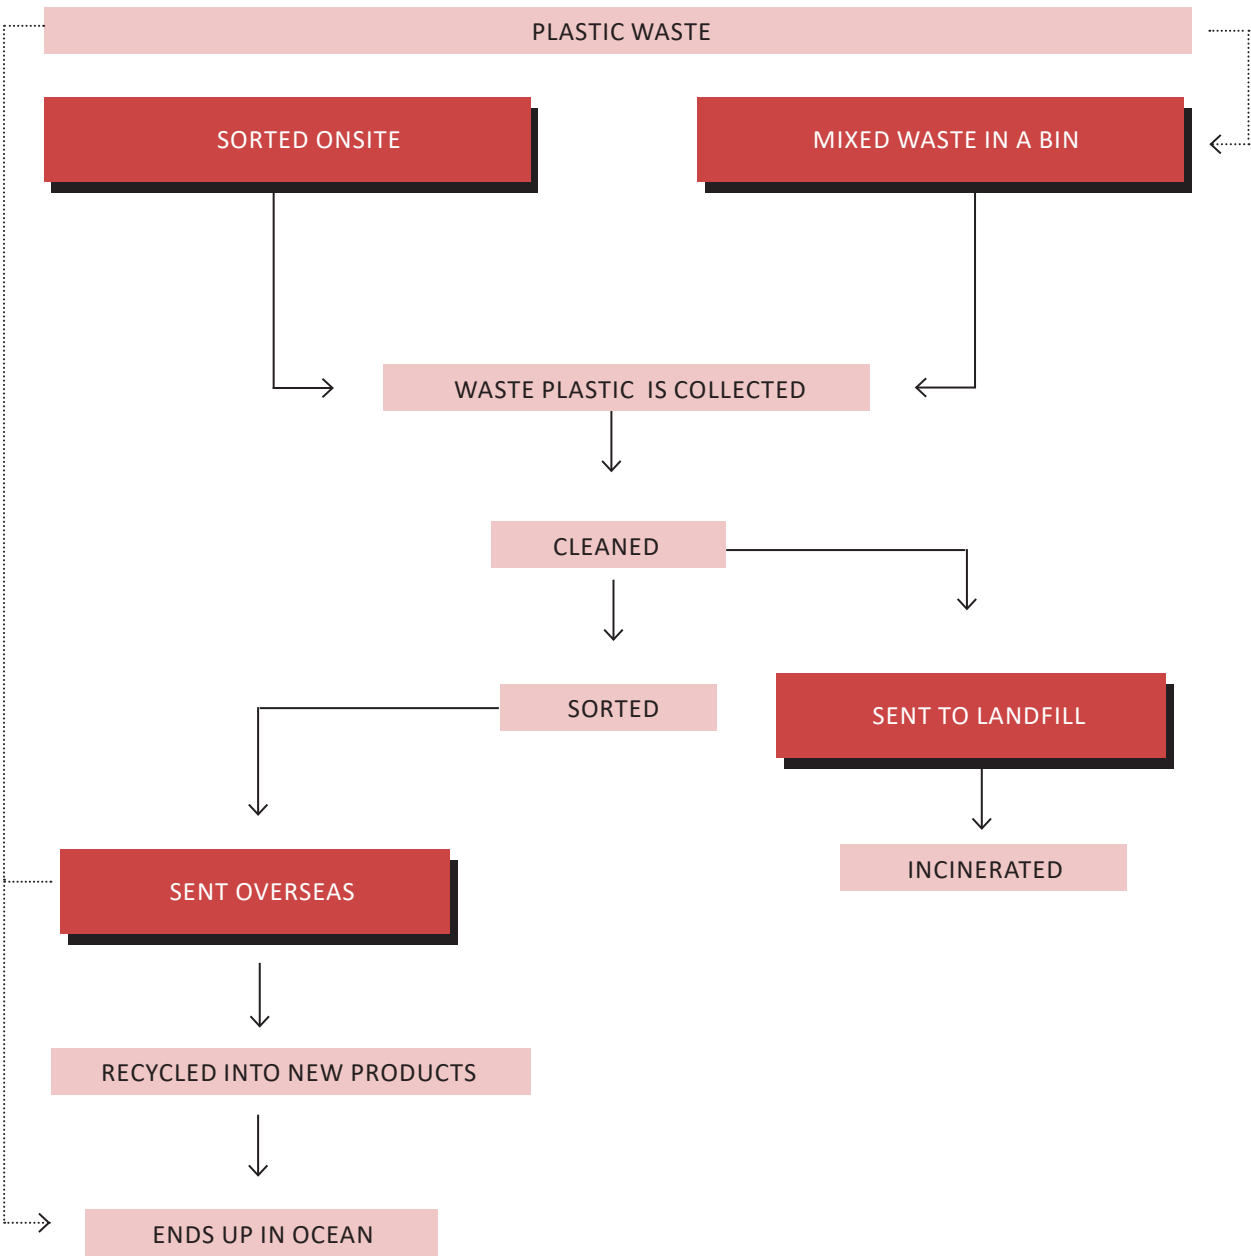 PLASTIC WASTE
SORTED ONSITE
MIXED WASTE IN A BIN
WASTE PLASTIC IS COLLECTED
CLEANED
SORTED
SENT TO LANDFILL
SENT OVERSEAS
INCINERATED
RECYCLED INTO NEW PRODUCTS
ENDS UP IN OCEAN